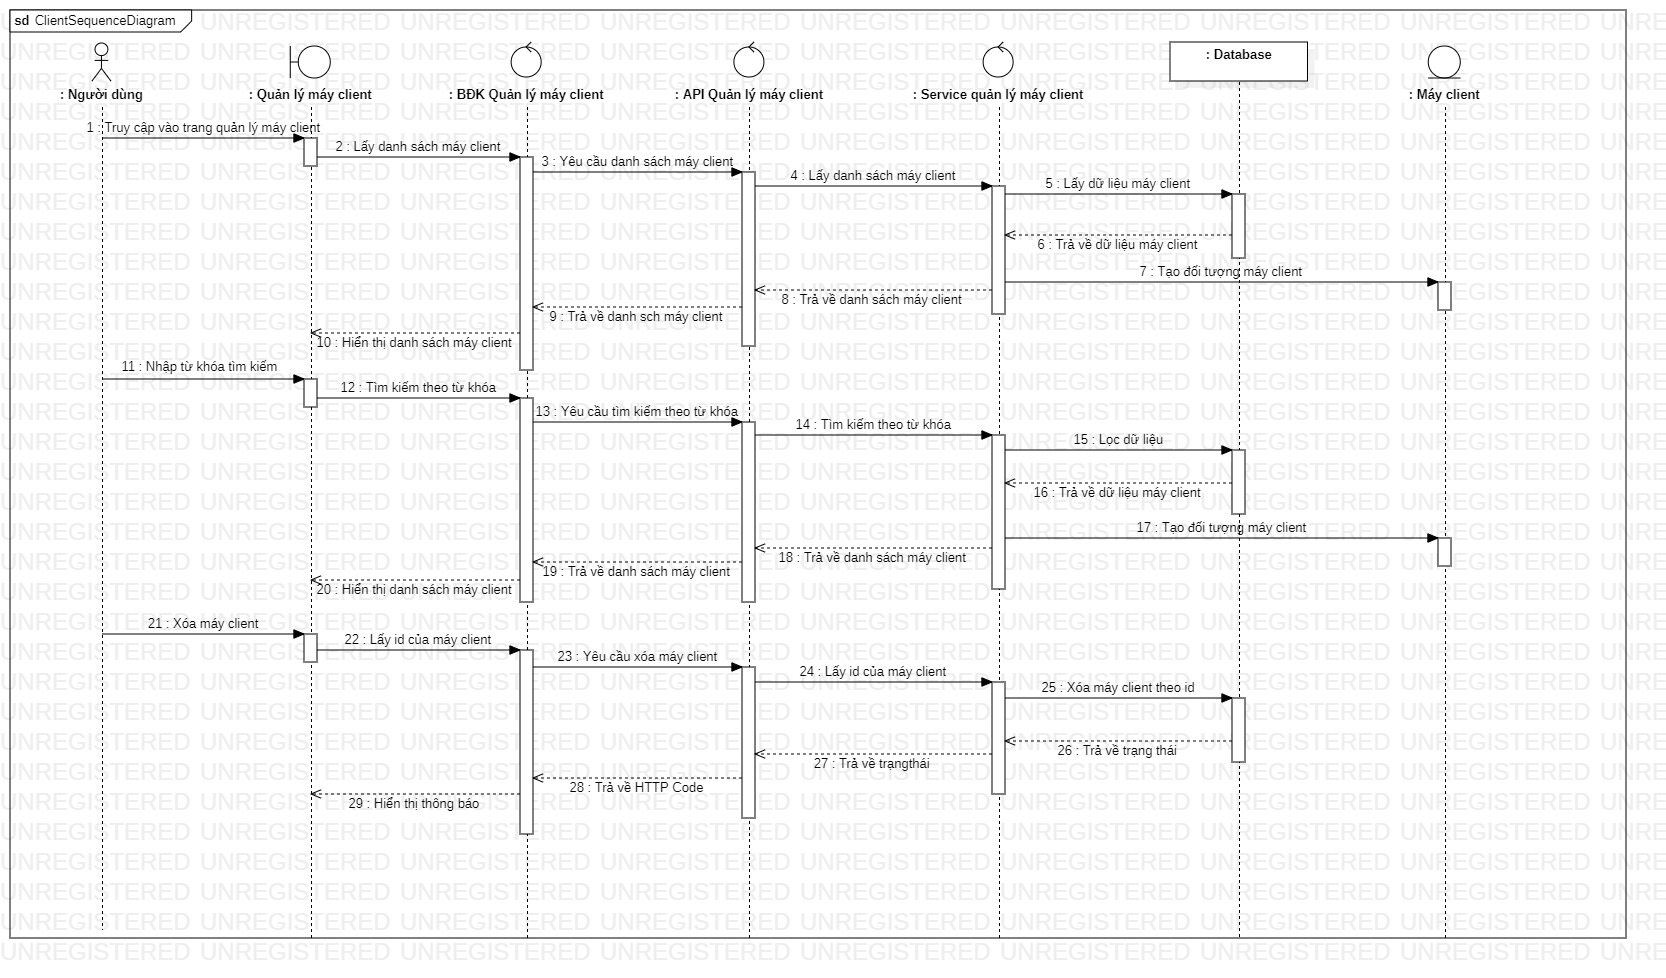 sd ClientSequenceDiagram
: Người dùng
: Quản lý máy client
: BĐK Quản lý máy client
: API Quản lý máy client
: Service quản lý máy client
: Database
: Máy client
1 : Truy cập vào trang quản lý máy client
2 : Lấy danh sách máy client
3 : Yêu cầu danh sách máy client
4 : Lấy danh sách máy client
5 : Lấy dữ liệu máy client
6 : Trả về dữ liệu máy client
7 : Tạo đối tượng máy client
8 : Trả về danh sách máy client
9 : Trả về danh sch máy client
10 : Hiển thị danh sách máy client
11 : Nhập từ khóa tìm kiếm
12 : Tìm kiếm theo từ khóa
13 : Yêu cầu tìm kiếm theo từ khóa
14 : Tìm kiếm theo từ khóa
15 : Lọc dữ liệu
16 : Trả về dữ liệu máy client
17 : Tạo đối tượng máy client
18 : Trả về danh sách máy client
19 : Trả về danh sách máy client
20 : Hiển thị danh sách máy client
21 : Xóa máy client
22 : Lấy id của máy client
23 : Yêu cầu xóa máy client
24 : Lấy id của máy client
25 : Xóa máy client theo id
26 : Trả về trạng thái
27 : Trả về trạngthái
28 : Trả về HTTP Code
29 : Hiển thị thông báo
UNREGISTERED